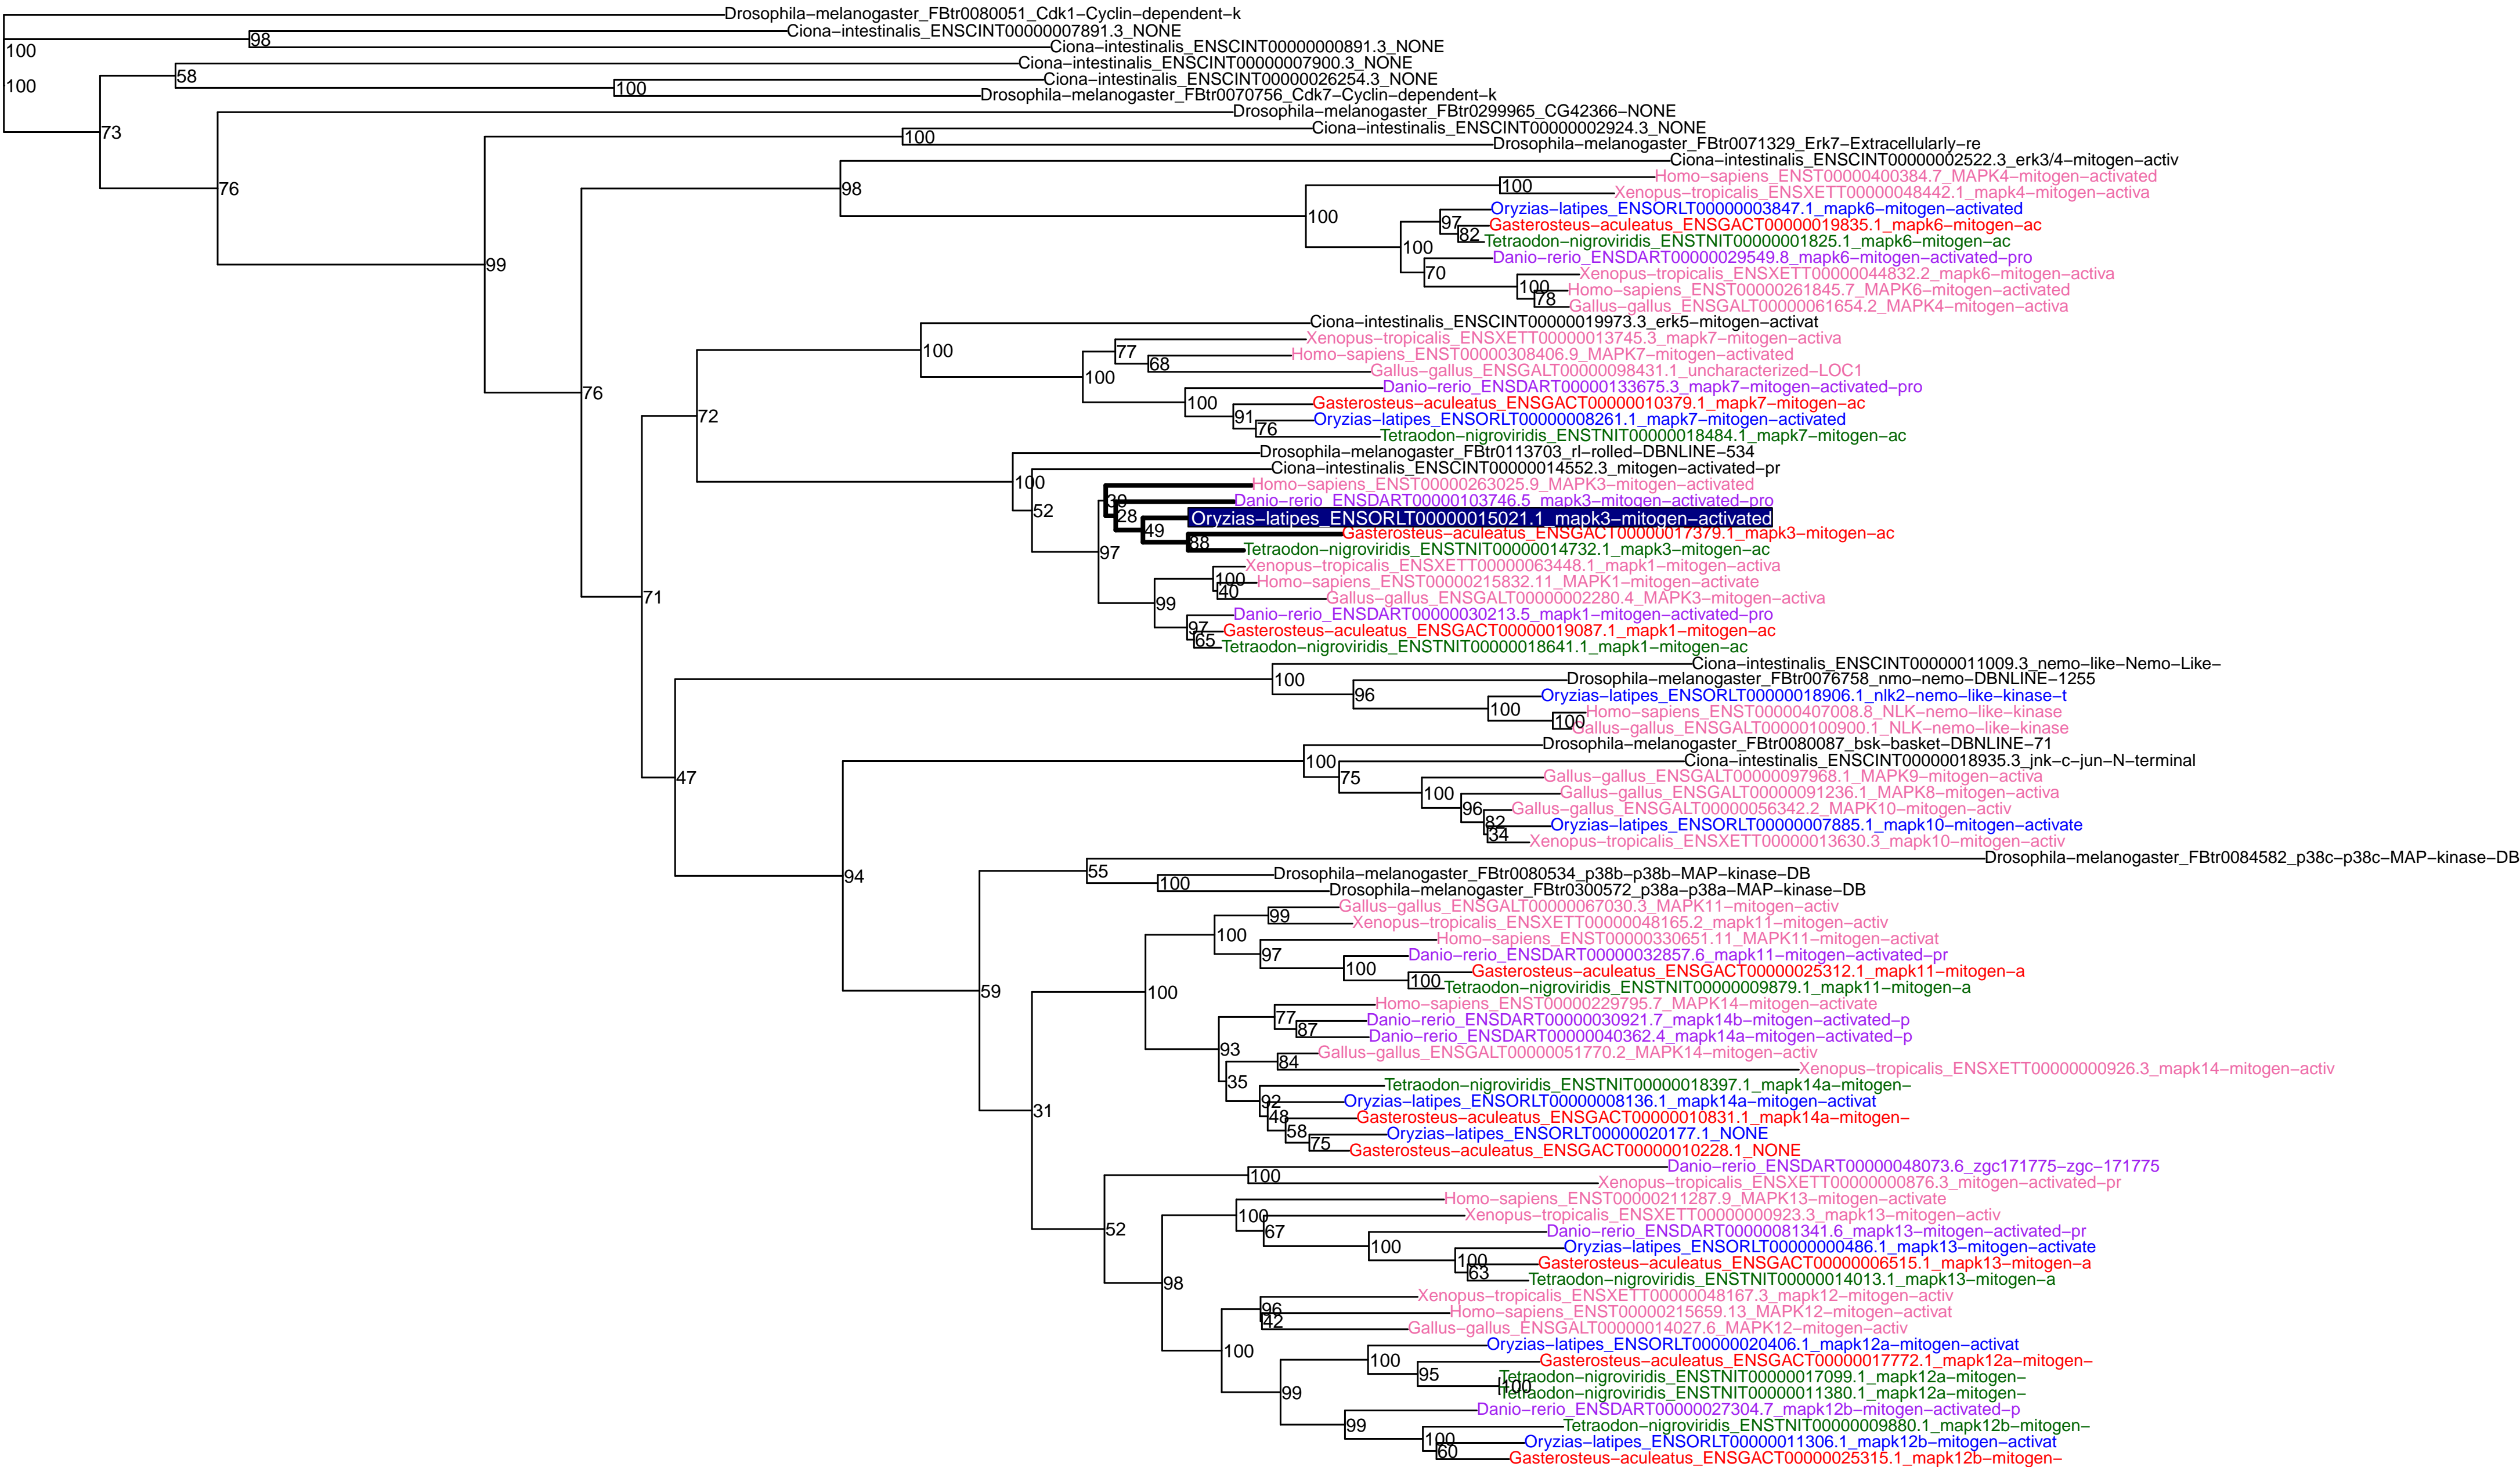 Drosophila−melanogaster_FBtr0080051_Cdk1−Cyclin−dependent−k
Ciona−intestinalis_ENSCINT00000007891.3_NONE
98
Ciona−intestinalis_ENSCINT00000000891.3_NONE
100
Ciona−intestinalis_ENSCINT00000007900.3_NONE
58
Ciona−intestinalis_ENSCINT00000026254.3_NONE
100
100
Drosophila−melanogaster_FBtr0070756_Cdk7−Cyclin−dependent−k
Drosophila−melanogaster_FBtr0299965_CG42366−NONE
73
Ciona−intestinalis_ENSCINT00000002924.3_NONE
100
Drosophila−melanogaster_FBtr0071329_Erk7−Extracellularly−re
Ciona−intestinalis_ENSCINT00000002522.3_erk3/4−mitogen−activ
Homo−sapiens_ENST00000400384.7_MAPK4−mitogen−activated
76
98
100
Xenopus−tropicalis_ENSXETT00000048442.1_mapk4−mitogen−activa
Oryzias−latipes_ENSORLT00000003847.1_mapk6−mitogen−activated
100
97
Gasterosteus−aculeatus_ENSGACT00000019835.1_mapk6−mitogen−ac
82
Tetraodon−nigroviridis_ENSTNIT00000001825.1_mapk6−mitogen−ac
100
Danio−rerio_ENSDART00000029549.8_mapk6−mitogen−activated−pro
99
70
Xenopus−tropicalis_ENSXETT00000044832.2_mapk6−mitogen−activa
100
Homo−sapiens_ENST00000261845.7_MAPK6−mitogen−activated
78
Gallus−gallus_ENSGALT00000061654.2_MAPK4−mitogen−activa
Ciona−intestinalis_ENSCINT00000019973.3_erk5−mitogen−activat
Xenopus−tropicalis_ENSXETT00000013745.3_mapk7−mitogen−activa
100
77
Homo−sapiens_ENST00000308406.9_MAPK7−mitogen−activated
68
Gallus−gallus_ENSGALT00000098431.1_uncharacterized−LOC1
100
Danio−rerio_ENSDART00000133675.3_mapk7−mitogen−activated−pro
76
100
Gasterosteus−aculeatus_ENSGACT00000010379.1_mapk7−mitogen−ac
72
91
Oryzias−latipes_ENSORLT00000008261.1_mapk7−mitogen−activated
76
Tetraodon−nigroviridis_ENSTNIT00000018484.1_mapk7−mitogen−ac
Drosophila−melanogaster_FBtr0113703_rl−rolled−DBNLINE−534
Ciona−intestinalis_ENSCINT00000014552.3_mitogen−activated−pr
100
Homo−sapiens_ENST00000263025.9_MAPK3−mitogen−activated
Danio−rerio_ENSDART00000103746.5_mapk3−mitogen−activated−pro
52
28
Oryzias−latipes_ENSORLT00000015021.1_mapk3−mitogen−activated
49
Gasterosteus−aculeatus_ENSGACT00000017379.1_mapk3−mitogen−ac
88
Tetraodon−nigroviridis_ENSTNIT00000014732.1_mapk3−mitogen−ac
97
Xenopus−tropicalis_ENSXETT00000063448.1_mapk1−mitogen−activa
100
Homo−sapiens_ENST00000215832.11_MAPK1−mitogen−activate
40
Gallus−gallus_ENSGALT00000002280.4_MAPK3−mitogen−activa
71
99
Danio−rerio_ENSDART00000030213.5_mapk1−mitogen−activated−pro
97
Gasterosteus−aculeatus_ENSGACT00000019087.1_mapk1−mitogen−ac
65
Tetraodon−nigroviridis_ENSTNIT00000018641.1_mapk1−mitogen−ac
Ciona−intestinalis_ENSCINT00000011009.3_nemo−like−Nemo−Like−
100
Drosophila−melanogaster_FBtr0076758_nmo−nemo−DBNLINE−1255
96
Oryzias−latipes_ENSORLT00000018906.1_nlk2−nemo−like−kinase−t
100
Homo−sapiens_ENST00000407008.8_NLK−nemo−like−kinase
100
Gallus−gallus_ENSGALT00000100900.1_NLK−nemo−like−kinase
Drosophila−melanogaster_FBtr0080087_bsk−basket−DBNLINE−71
100
Ciona−intestinalis_ENSCINT00000018935.3_jnk−c−jun−N−terminal
47
75
Gallus−gallus_ENSGALT00000097968.1_MAPK9−mitogen−activa
100
Gallus−gallus_ENSGALT00000091236.1_MAPK8−mitogen−activa
96
Gallus−gallus_ENSGALT00000056342.2_MAPK10−mitogen−activ
82
Oryzias−latipes_ENSORLT00000007885.1_mapk10−mitogen−activate
34
Xenopus−tropicalis_ENSXETT00000013630.3_mapk10−mitogen−activ
Drosophila−melanogaster_FBtr0084582_p38c−p38c−MAP−kinase−DB
94
55
Drosophila−melanogaster_FBtr0080534_p38b−p38b−MAP−kinase−DB
100
Drosophila−melanogaster_FBtr0300572_p38a−p38a−MAP−kinase−DB
Gallus−gallus_ENSGALT00000067030.3_MAPK11−mitogen−activ
99
Xenopus−tropicalis_ENSXETT00000048165.2_mapk11−mitogen−activ
100
Homo−sapiens_ENST00000330651.11_MAPK11−mitogen−activat
97
Danio−rerio_ENSDART00000032857.6_mapk11−mitogen−activated−pr
100
Gasterosteus−aculeatus_ENSGACT00000025312.1_mapk11−mitogen−a
100
Tetraodon−nigroviridis_ENSTNIT00000009879.1_mapk11−mitogen−a
59
100
Homo−sapiens_ENST00000229795.7_MAPK14−mitogen−activate
77
Danio−rerio_ENSDART00000030921.7_mapk14b−mitogen−activated−p
87
Danio−rerio_ENSDART00000040362.4_mapk14a−mitogen−activated−p
93
Gallus−gallus_ENSGALT00000051770.2_MAPK14−mitogen−activ
84
Xenopus−tropicalis_ENSXETT00000000926.3_mapk14−mitogen−activ
35
Tetraodon−nigroviridis_ENSTNIT00000018397.1_mapk14a−mitogen−
92
Oryzias−latipes_ENSORLT00000008136.1_mapk14a−mitogen−activat
31
48
Gasterosteus−aculeatus_ENSGACT00000010831.1_mapk14a−mitogen−
58
Oryzias−latipes_ENSORLT00000020177.1_NONE
75
Gasterosteus−aculeatus_ENSGACT00000010228.1_NONE
Danio−rerio_ENSDART00000048073.6_zgc171775−zgc−171775
100
Xenopus−tropicalis_ENSXETT00000000876.3_mitogen−activated−pr
Homo−sapiens_ENST00000211287.9_MAPK13−mitogen−activate
52
100
Xenopus−tropicalis_ENSXETT00000000923.3_mapk13−mitogen−activ
67
Danio−rerio_ENSDART00000081341.6_mapk13−mitogen−activated−pr
100
Oryzias−latipes_ENSORLT00000000486.1_mapk13−mitogen−activate
100
Gasterosteus−aculeatus_ENSGACT00000006515.1_mapk13−mitogen−a
63
Tetraodon−nigroviridis_ENSTNIT00000014013.1_mapk13−mitogen−a
98
Xenopus−tropicalis_ENSXETT00000048167.3_mapk12−mitogen−activ
96
Homo−sapiens_ENST00000215659.13_MAPK12−mitogen−activat
42
Gallus−gallus_ENSGALT00000014027.6_MAPK12−mitogen−activ
100
Oryzias−latipes_ENSORLT00000020406.1_mapk12a−mitogen−activat
100
Gasterosteus−aculeatus_ENSGACT00000017772.1_mapk12a−mitogen−
95
Tetraodon−nigroviridis_ENSTNIT00000017099.1_mapk12a−mitogen−
100
Tetraodon−nigroviridis_ENSTNIT00000011380.1_mapk12a−mitogen−
99
Danio−rerio_ENSDART00000027304.7_mapk12b−mitogen−activated−p
99
Tetraodon−nigroviridis_ENSTNIT00000009880.1_mapk12b−mitogen−
100
Oryzias−latipes_ENSORLT00000011306.1_mapk12b−mitogen−activat
60
Gasterosteus−aculeatus_ENSGACT00000025315.1_mapk12b−mitogen−